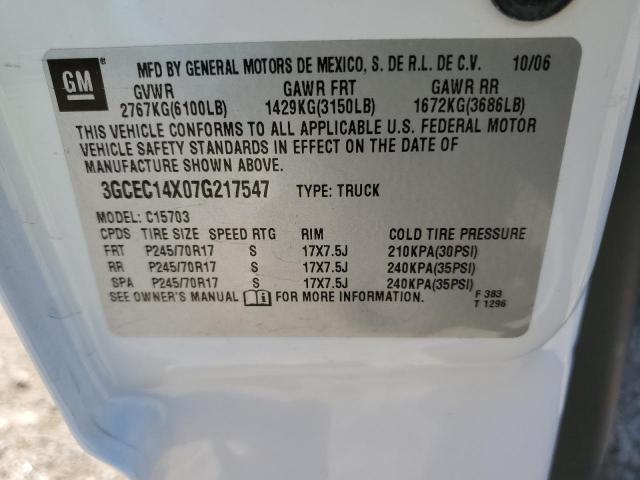 GM ® MFD BY GENERAL MOTORS DE MEXICO, S. DE R.L. DE C.V. 10/06
GVWR GAWR FRT GAWR RR
2767KG(6100LB) 1429KG(3150LB) 1672KG(3686LB)
THIS VEHICLE CONFORMS TO ALL APPLICABLE U.S. FEDERAL MOTOR
VEHICLE SAFETY STANDARDS IN EFFECT ON THE DATE OF
MANUFACTURE SHOWN ABOVE.
3GCEC14X07G217547 TYPE: TRUCK
MODEL: C15703
CPDS TIRE SIZE SPEED RTG RIM COLD TIRE PRESSURE
FRT P245/70R17 S 17X7.5J 210KPA(30PSI)
RR P245/70R17 S 17X7.5J 240KPA(35PSI)
SPA P245/70R17 S 17X7.5J 240KPA(35PSI)
SEE OWNER'S MANUAL FOR MORE INFORMATION.
F 383
T 1296